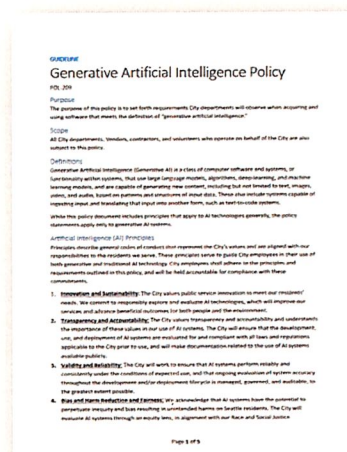 GUIDELINE
Generative Artificial Intelligence Policy
POL-209
Purpose
The purpose of this policy is to set forth requirements City departments will observe when acquiring and
using software that meets the definition of "generative artificial intelligence."
Scope
All City departments, Vendors, contractors, and volunteers who operate on behalf of the City are also
subject to this policy.
Definitions
Generative Artificial Intelligence (Generative AI) is a class of computer software and systems, or
functionality within systems, that use large language models, algorithms, deep-learning, and machine
learning models, and are capable of generating new content, including but not limited to text, images,
video, and audio, based on patterns and structures of input data. These also include systems capable of
ingesting input and translating that input into another form, such as text-to-code systems.
While this policy document includes principles that apply to AI technologies generally, the policy
statements apply only to generative AI systems.
Artificial Intelligence (AI) Principles
Principles describe general codes of conduct that represent the City's values and are aligned with our
responsibilities to the residents we serve. These principles serve to guide City employees in their use of
both generative and traditional AI technology. City employees shall adhere to the principles and
requirements outlined in this policy, and will be held accountable for compliance with these
commitments.
1. Innovation and Sustainability: The City values public service innovation to meet our residents'
needs. We commit to responsibly explore and evaluate AI technologies, which will improve our
services and advance beneficial outcomes for both people and the environment.
2. Transparency and Accountability: The City values transparency and accountability and understands
the importance of these values in our use of AI systems. The City will ensure that the development,
use, and deployment of AI systems are evaluated for and compliant with all laws and regulations
applicable to the City prior to use, and will make documentation related to the use of AI systems
available publicly.
3. Validity and Reliability: The City will work to ensure that AI systems perform reliably and
consistently under the conditions of expected use, and that ongoing evaluation of system accuracy
throughout the development and/or deployment lifecycle is managed, governed, and auditable, to
the greatest extent possible.
4. Bias and Harm Reduction and Fairness: We acknowledge that AI systems have the potential to
perpetuate inequity and bias resulting in unintended harms on Seattle residents. The City will
evaluate AI systems through an equity lens, in alignment with our Race and Social Justice
Page 1 of 5